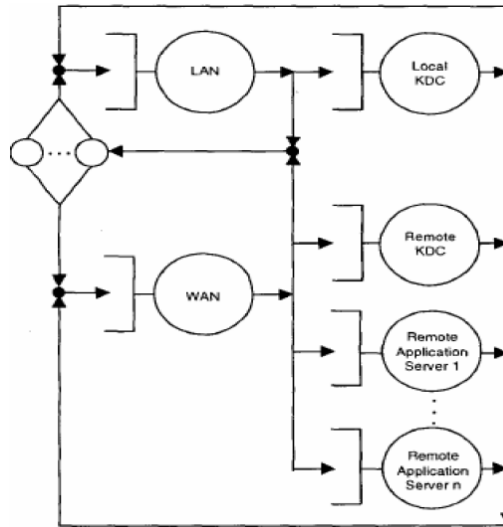 LAN
Local
KDC
Remote
KDC
WAN
Remote
Application
Server 1
Remote
Application
Server n